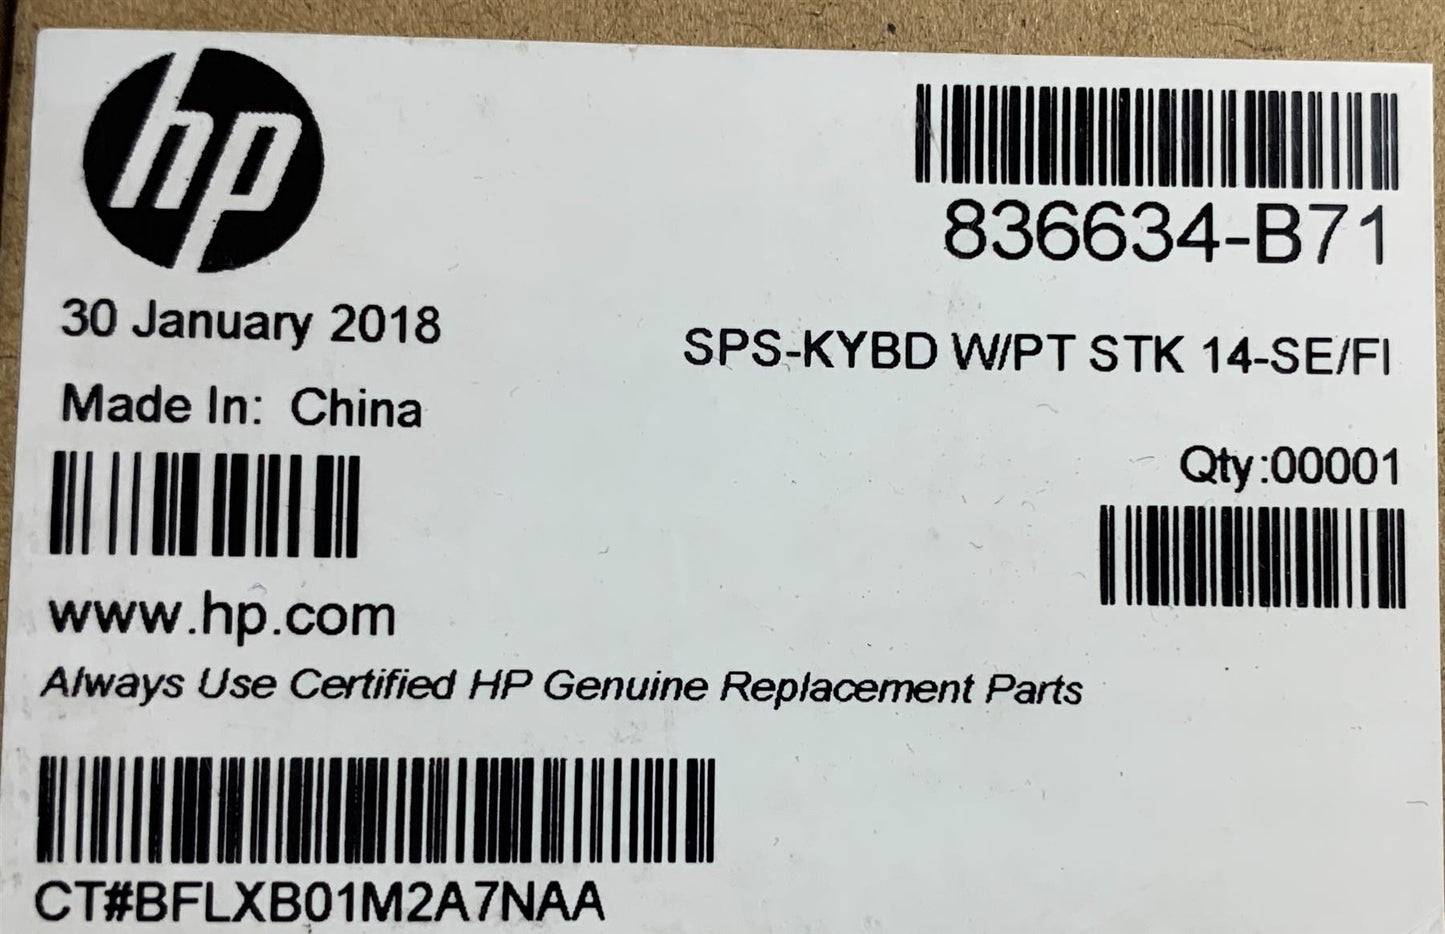 hp
836634-B71
30 January 2018
SPS-KYBD W/PT STK 14-SE/FI
Made In: China
Qty:00001
www.hp.com
Always Use Certified HP Genuine Replacement Parts
CT#BFLXB01M2A7NAA